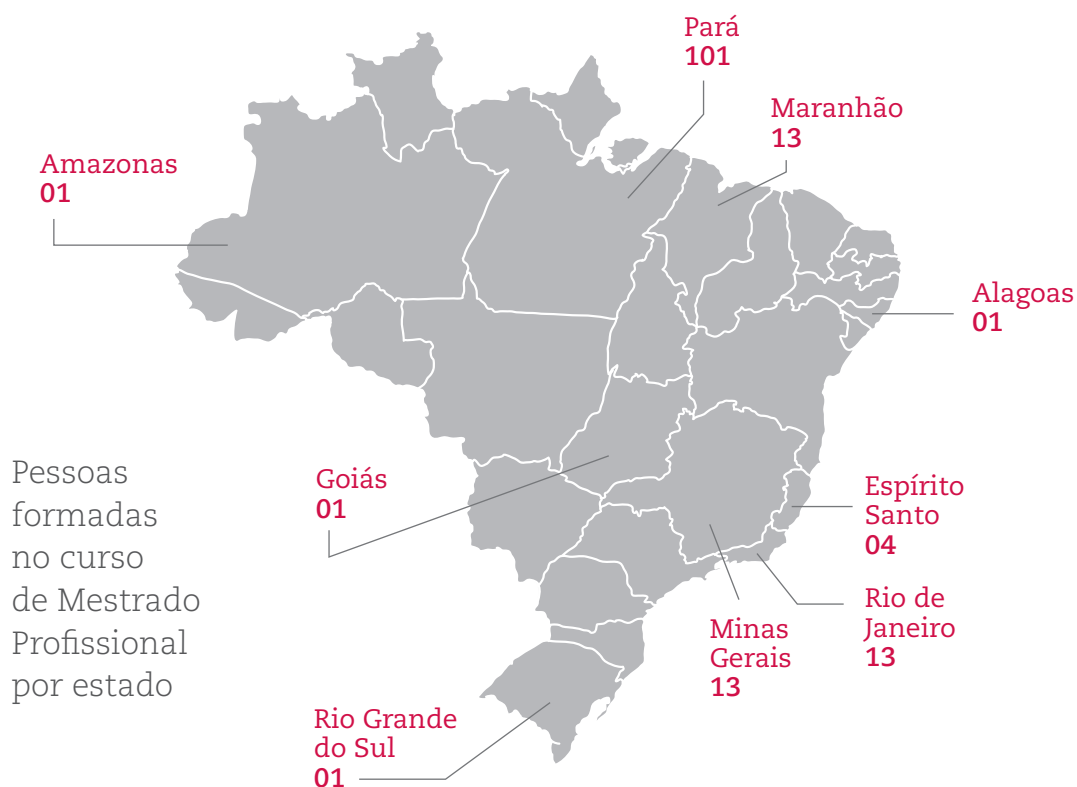 Pará
101
Maranhão
13
Amazonas
01
Alagoas
01
Pessoas
formadas
no curso
de Mestrado
Profissional
por estado
Goiás
01
Espírito
Santo
04
Rio de
Janeiro
13
Minas
Gerais
13
Rio Grande
do Sul
01